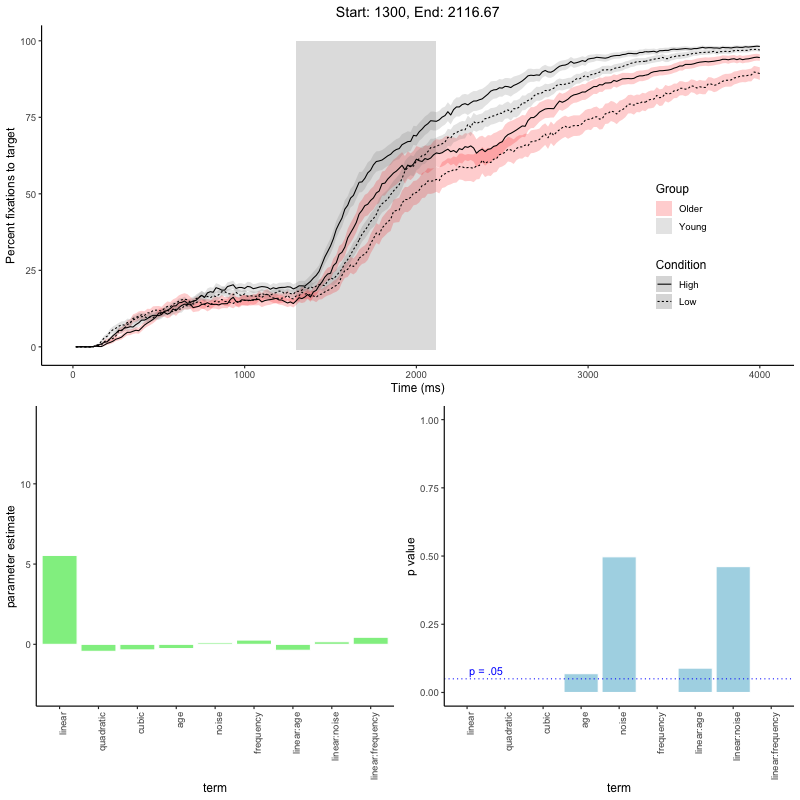 Start: 1300, End: 2116.67
Percent fixations to target
100
75
50
25
0
0
1000
2000
3000
4000
Time (ms)
Group
Older
Young
Condition
High
Low
parameter estimate
10
5
0
linear
quadratic
cubic
age
noise
frequency
linear:age
linear:noise
linear:frequency
term
p value
1.00
0.75
0.50
0.25
0.00
p = .05
linear
quadratic
cubic
age
noise
frequency
linear:age
linear:noise
linear:frequency
term